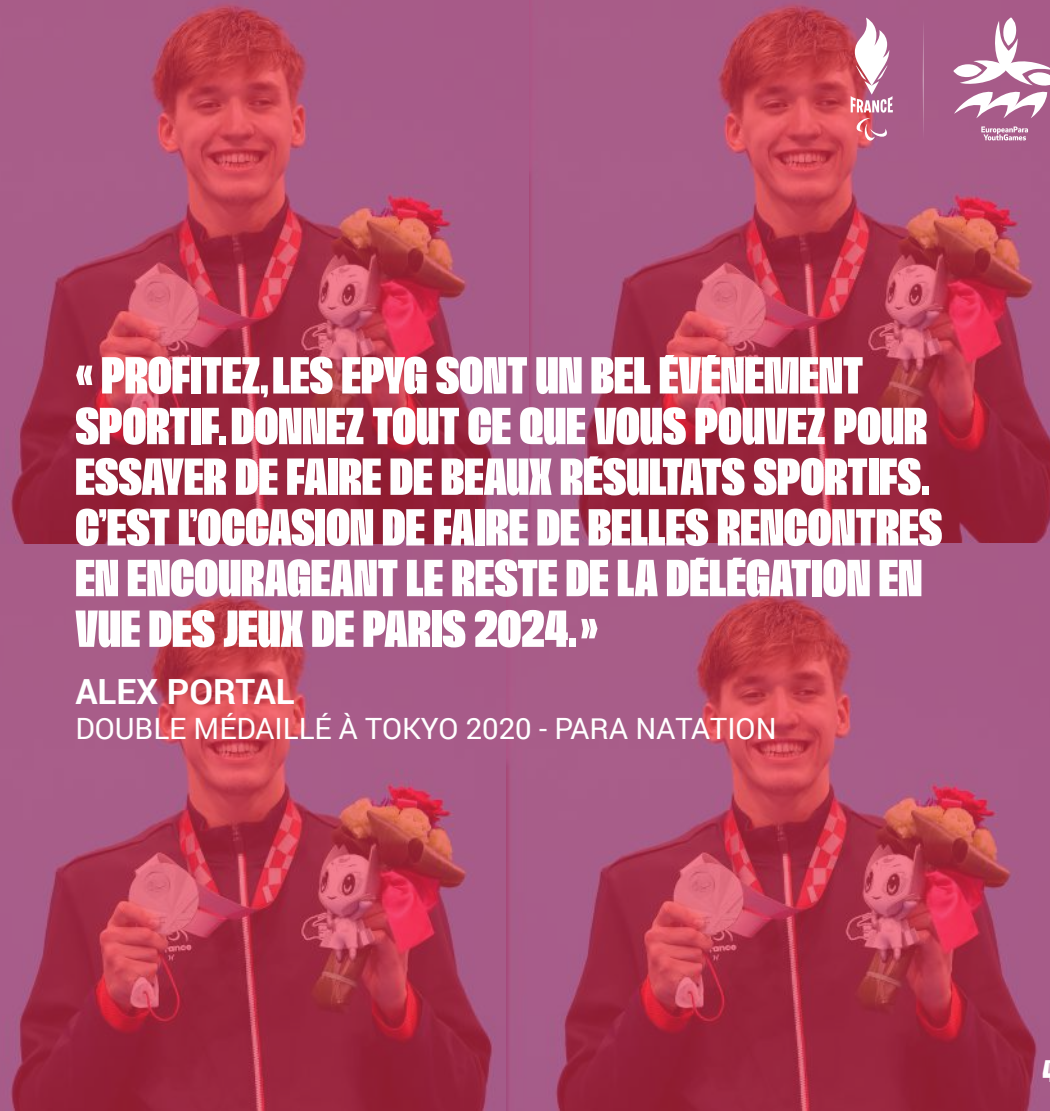 FRANCE
EuropeanPara
YouthGames
« PROFITEZ, LES EPYG SONT UN BEL ÉVÉNEMENT
SPORTIF. DONNEZ TOUT CE QUE VOUS POUVEZ POUR
ESSAYER DE FAIRE DE BEAUX RÉSULTATS SPORTIFS.
C'EST L'OCCASION DE FAIRE DE BELLES RENCONTRES
EN ENCOURAGEANT LE RESTE DE LA DÉLÉGATION EN
VUE DES JEUX DE PARIS 2024. »
ALEX PORTAL
DOUBLE MÉDAILLÉ À TOKYO 2020 - PARA NATATION